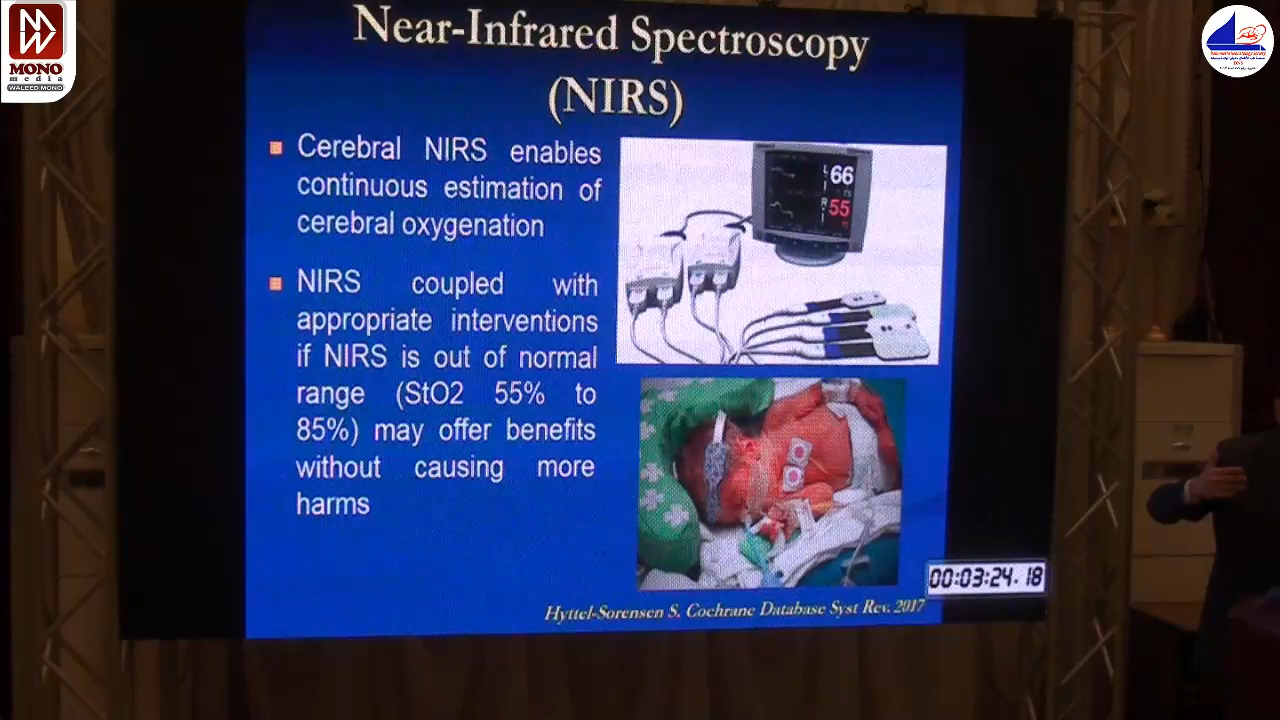 MONO
media
WALEED MONO
DNS
Near-Infrared Spectroscopy
(NIRS)
Cerebral NIRS enables
continuous estimation of
cerebral oxygenation
NIRS coupled with
appropriate interventions
if NIRS is out of normal
range (StO2 55% to
85%) may offer benefits
without causing more
harms
66
55
Hyttel-Sorensen S. Cochrane Database Syst Rev. 2017
00:03:24.18